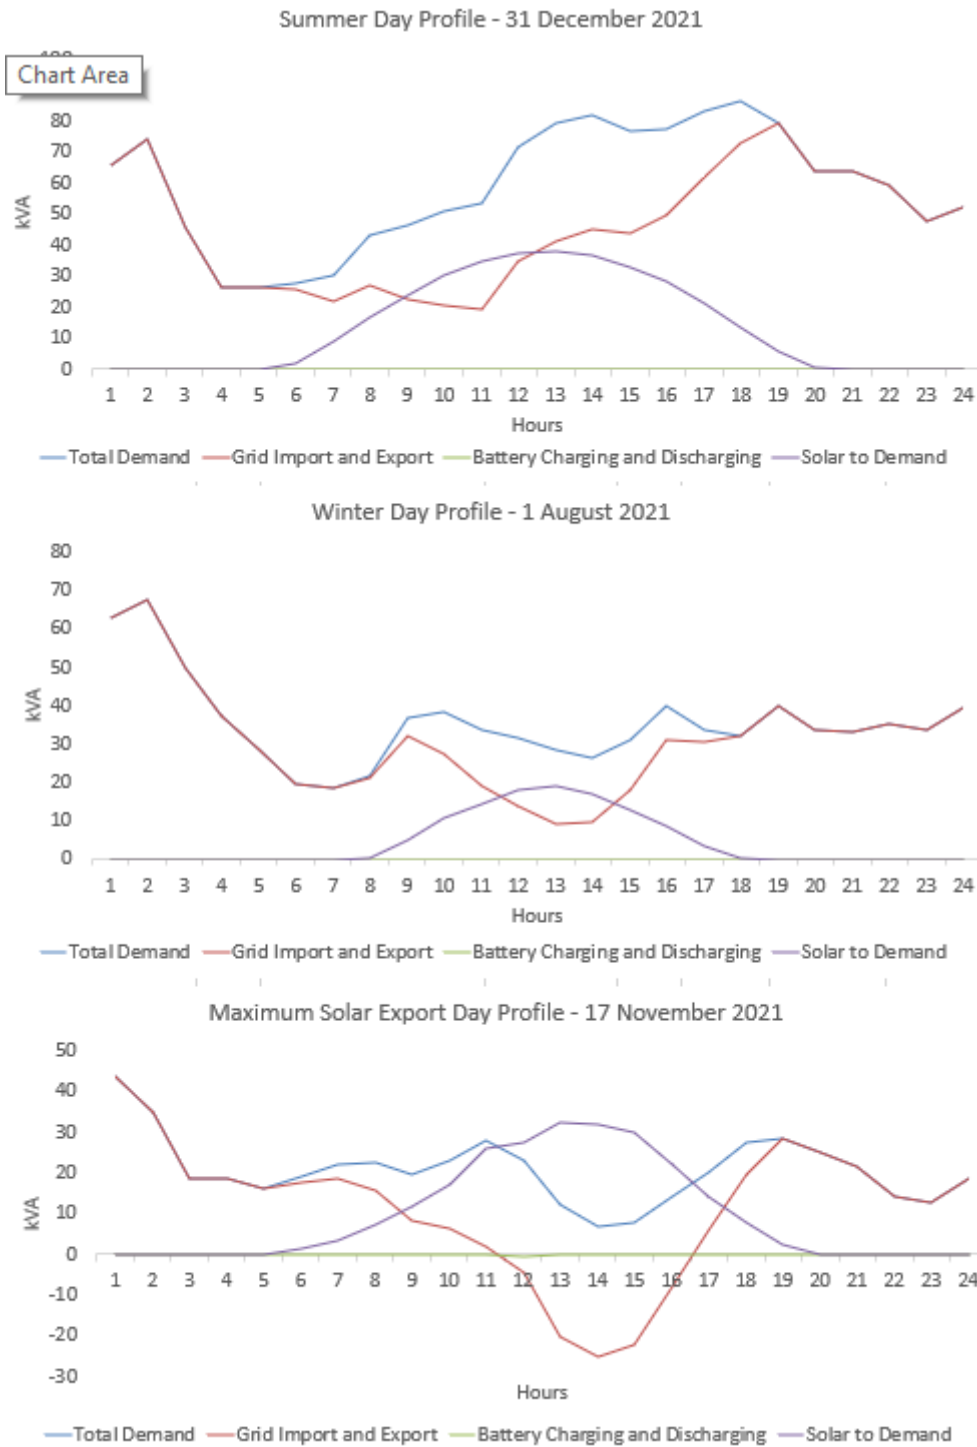 Summer Day Profile - 31 December 2021
Chart Area
80
70
60
50
40
30
20
10
0
kVA
1 2 3 4 5 6 7 8 9 10 11 12 13 14 15 16 17 18 19 20 21 22 23 24
Hours
Total Demand Grid Import and Export Battery Charging and Discharging Solar to Demand
Winter Day Profile - 1 August 2021
80
70
60
50
40
30
20
10
0
kVA
1 2 3 4 5 6 7 8 9 10 11 12 13 14 15 16 17 18 19 20 21 22 23 24
Hours
Total Demand Grid Import and Export Battery Charging and Discharging Solar to Demand
Maximum Solar Export Day Profile - 17 November 2021
50
40
30
20
10
0
-10
-20
-30
kVA
1 2 3 4 5 6 7 8 9 10 11 12 13 14 15 16 17 18 19 20 21 22 23 24
Hours
Total Demand Grid Import and Export Battery Charging and Discharging Solar to Demand